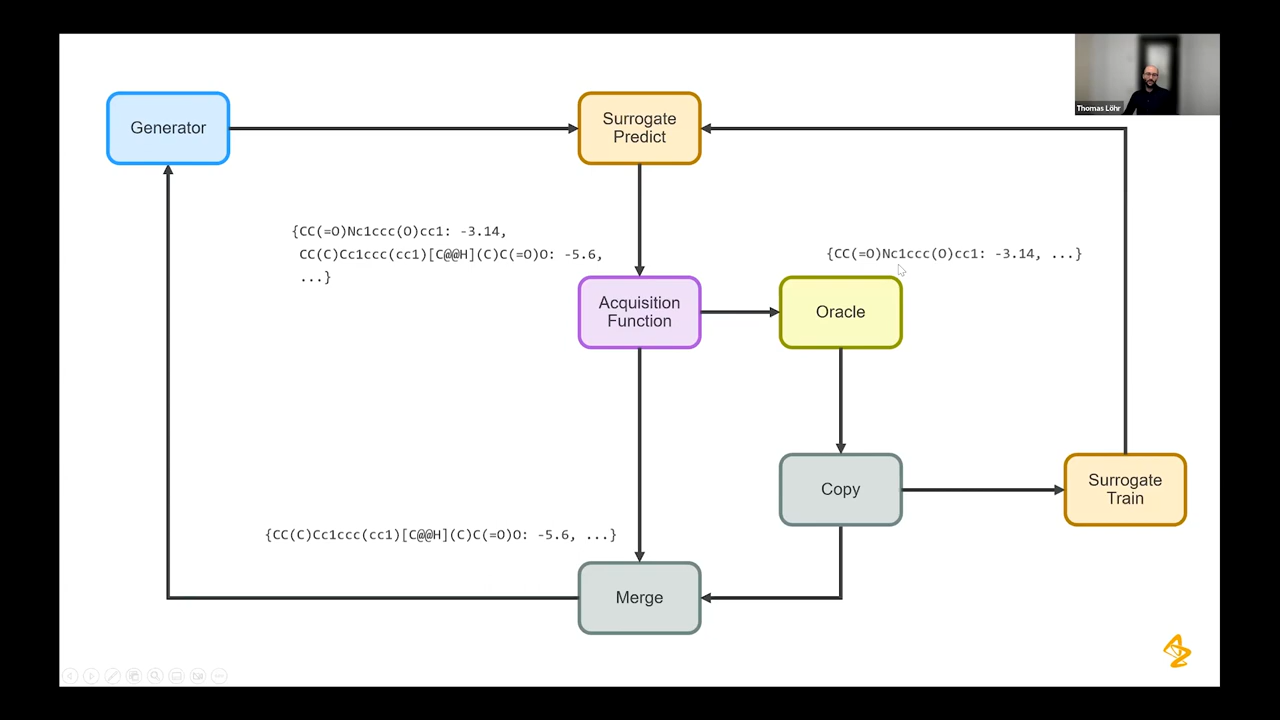 Thomas Löhr
Generator
Surrogate
Predict
{CC(=O)Nc1ccc(O)cc1: -3.14,
CC(C)Cc1ccc(cc1)[C@@H](C)C(=O)O: -5.6,
...}
{CC(=O)Nc1ccc(O)cc1: -3.14, ...}
Acquisition
Function
Oracle
Copy
Surrogate
Train
{CC(C)Cc1ccc(cc1)[C@@H](C)C(=O)O: -5.6, ...}
Merge